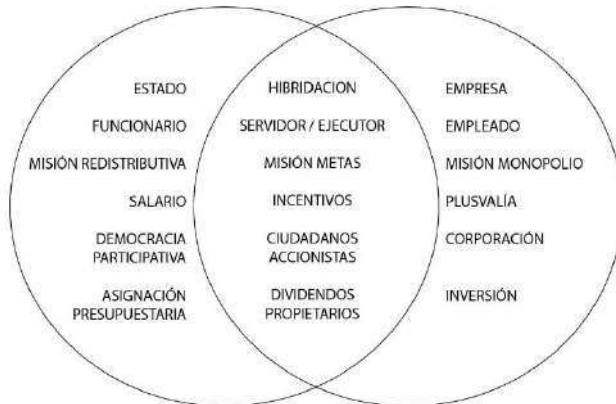 ESTADO HIBRIDACION EMPRESA
FUNCIONARIO SERVIDOR / EJECUTOR EMPLEADO
MISIÓN REDISTRIBUTIVA MISIÓN METAS MISIÓN MONOPOLIO
SALARIO INCENTIVOS PLUSVALÍA
DEMOCRACIA PARTICIPATIVA CIUDADANOS ACCIONISTAS CORPORACIÓN
ASIGNACIÓN PRESUPUESTARIA DIVIDENDOS PROPIETARIOS INVERSIÓN